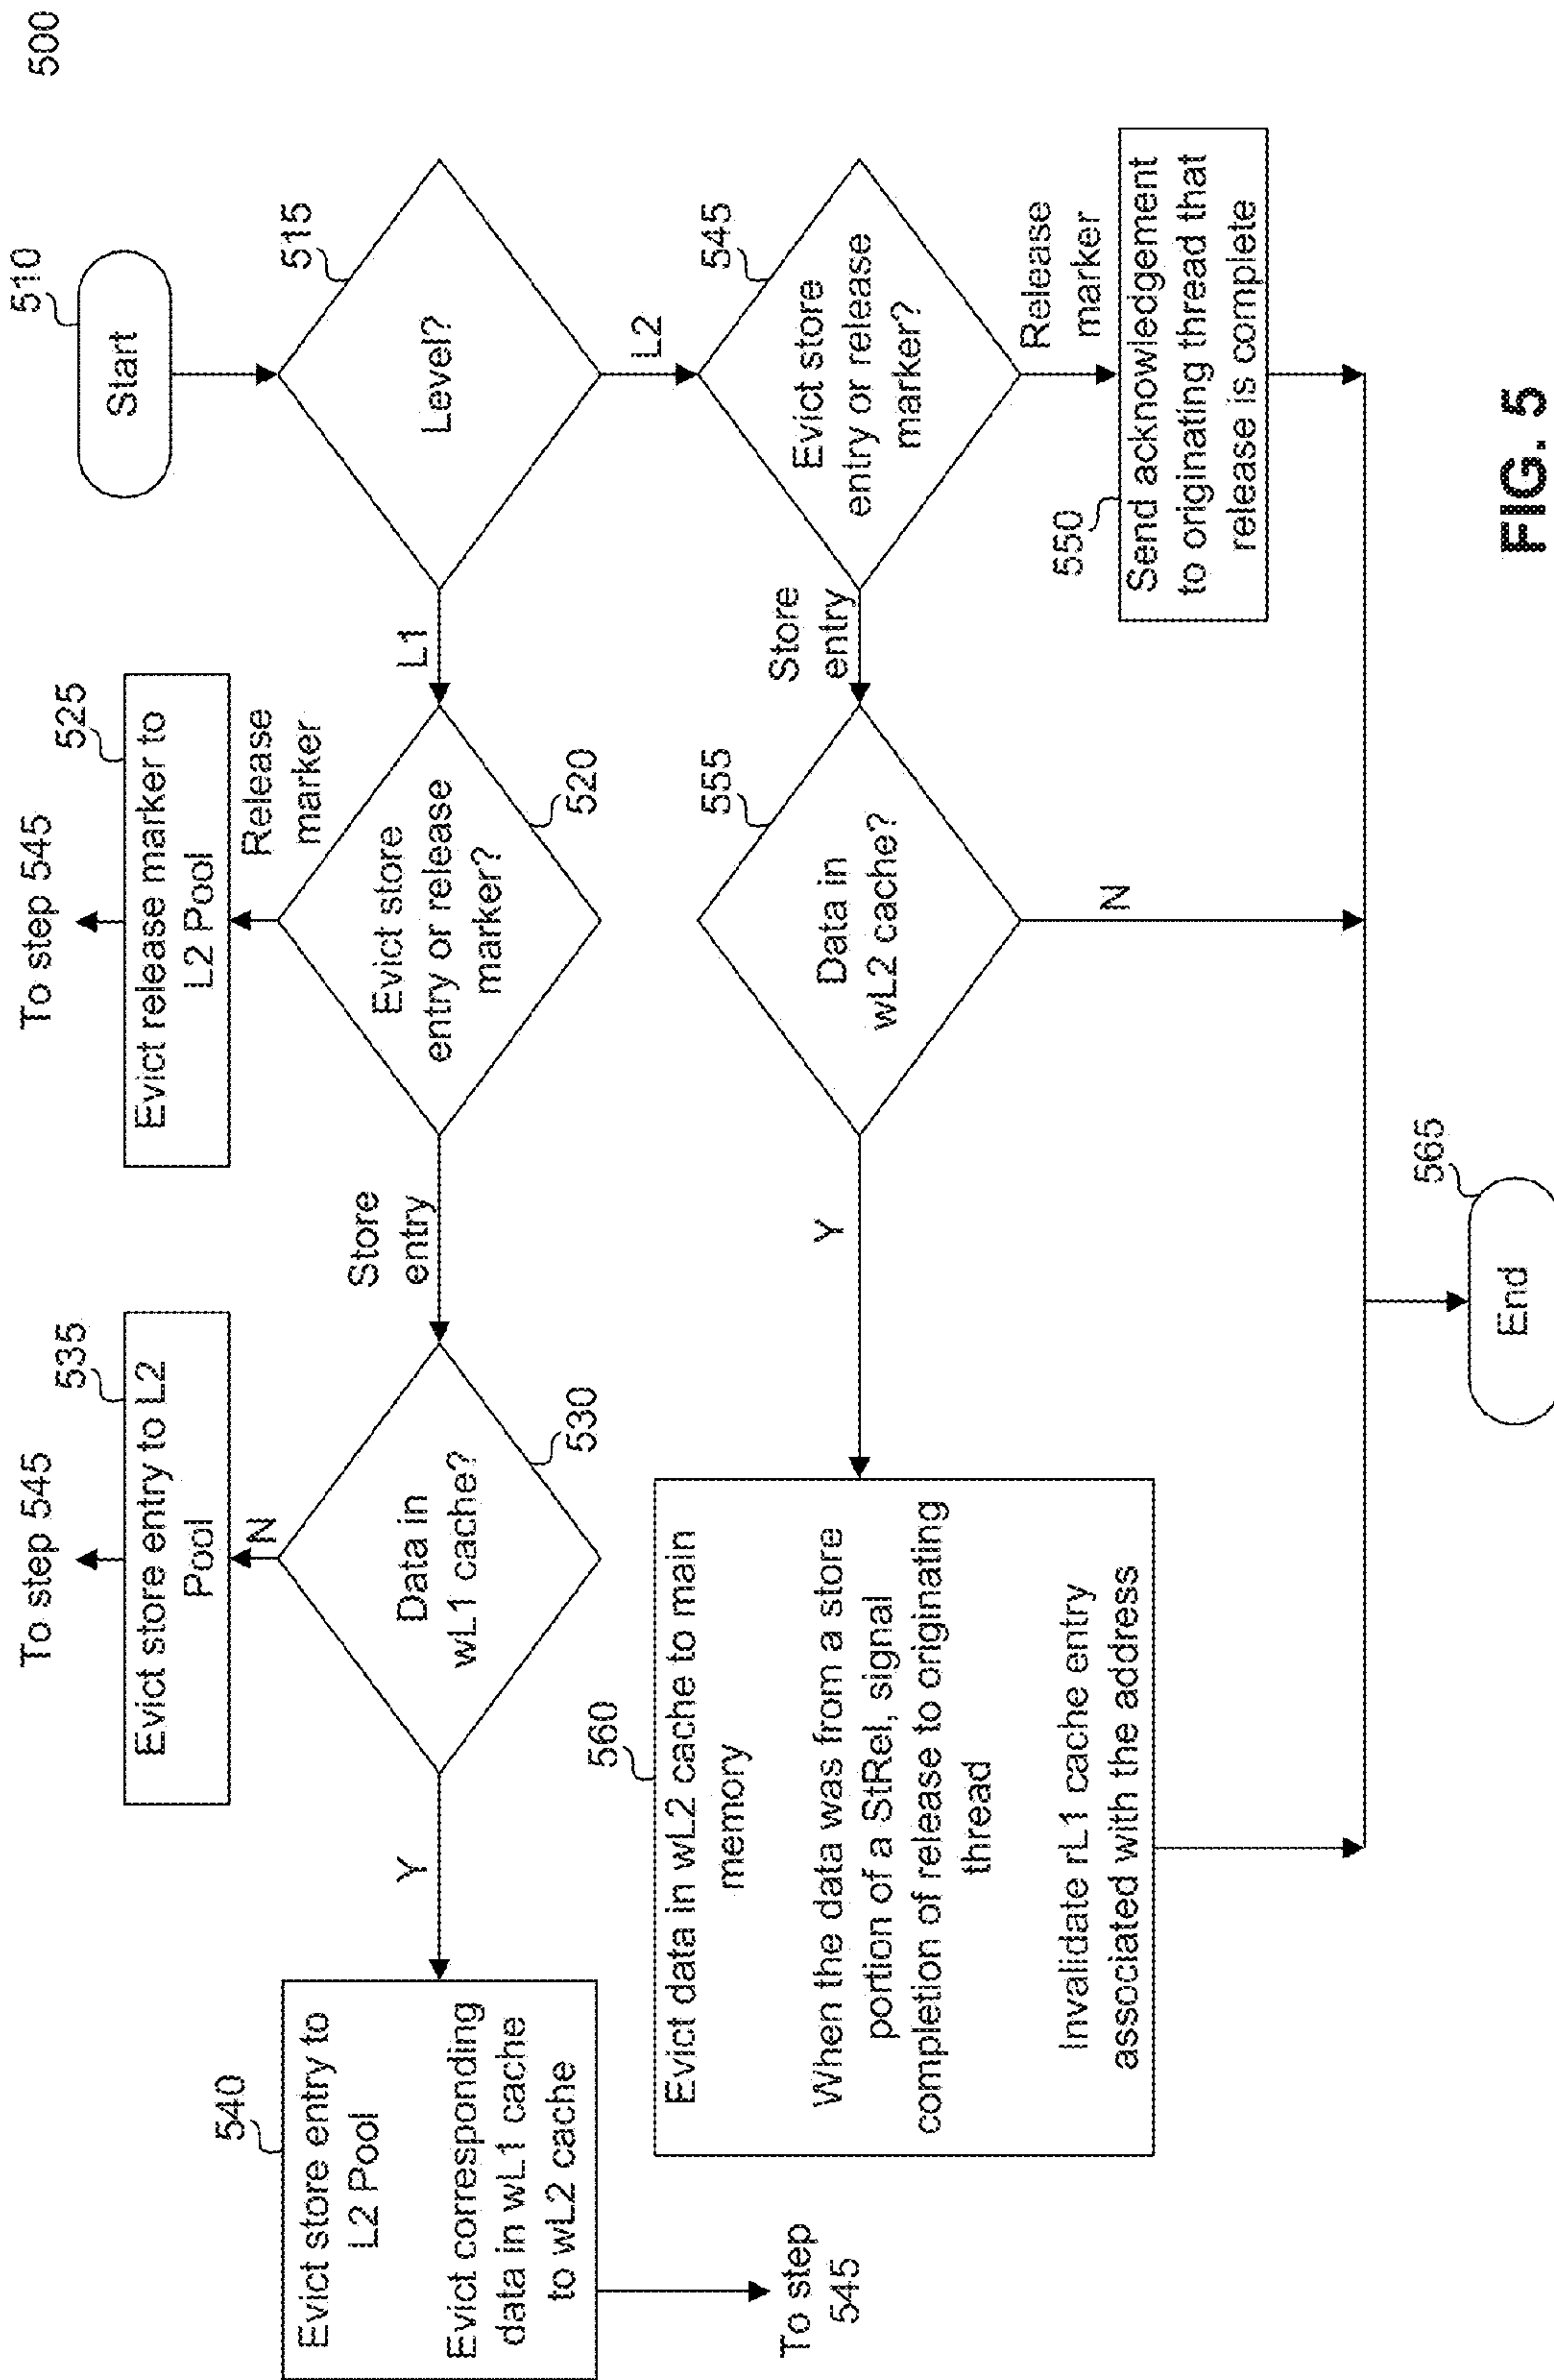 500
510
Start
515
Level?
L1
L2
To step 545
525
Evict release marker to
L2 Pool
Release
marker
520
Evict store
entry or release
marker?
Store
entry
To step 545
535
Evict store entry to L2
Pool
N
530
Data in
wL1 cache?
Y
540
Evict store entry to
L2 Pool
Evict corresponding
data in wL1 cache
to wL2 cache
To step
545
545
Evict store
entry or release
marker?
Release
marker
550
Send acknowledgement
to originating thread that
release is complete
Store
entry
555
Data in
wL2 cache?
N
Y
560
Evict data in wL2 cache to main
memory
When the data was from a store
portion of a StRel, signal
completion of release to originating
thread
Invalidate rL1 cache entry
associated with the address
565
End
FIG. 5